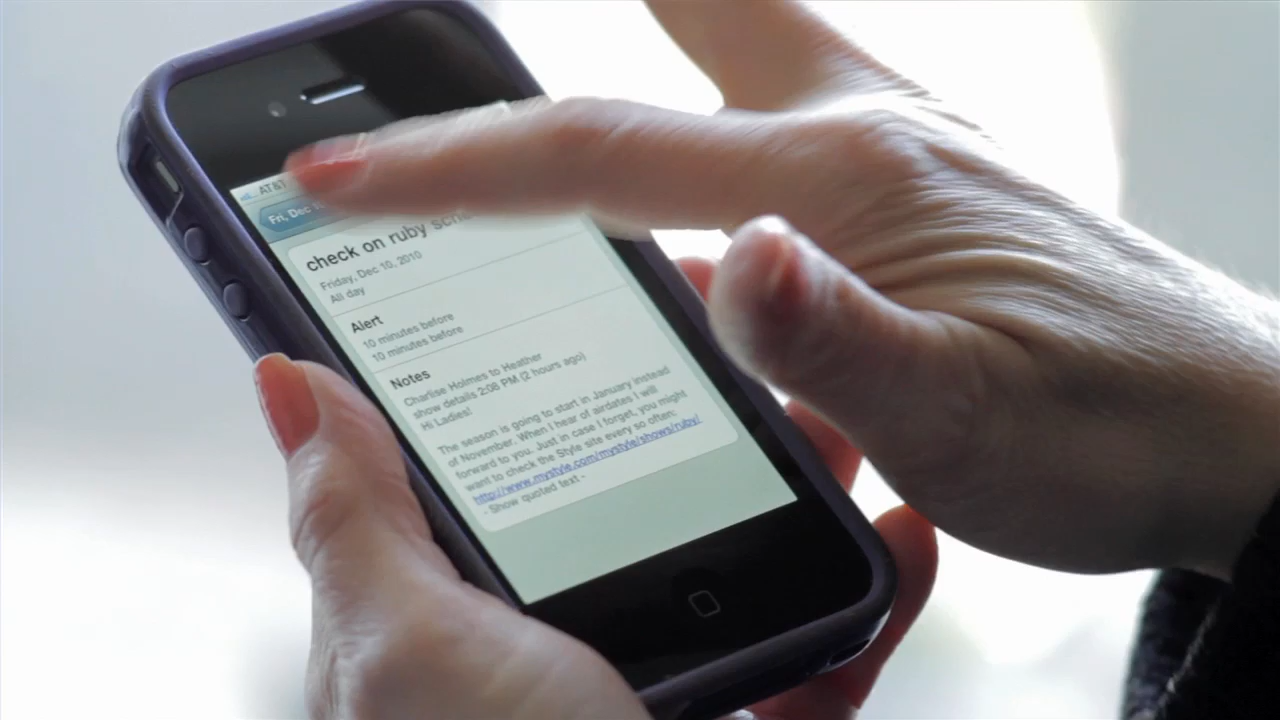 AT&T
Fri, Dec
check on ruby
Friday, Dec 10, 2010
All day
Alert
10 minutes before
10 minutes before
Notes
Charlise Holmes to Heather
show details 2:08 PM (2 hours ago)
Hi Ladies!
The season is going to start in January instead
of November. When I hear of airdates I will
forward to you. Just in case I forget, you might
want to check the Style site every so often:
http://www.mystyle.com/mystyle/shows/ruby/
- Show quoted text -